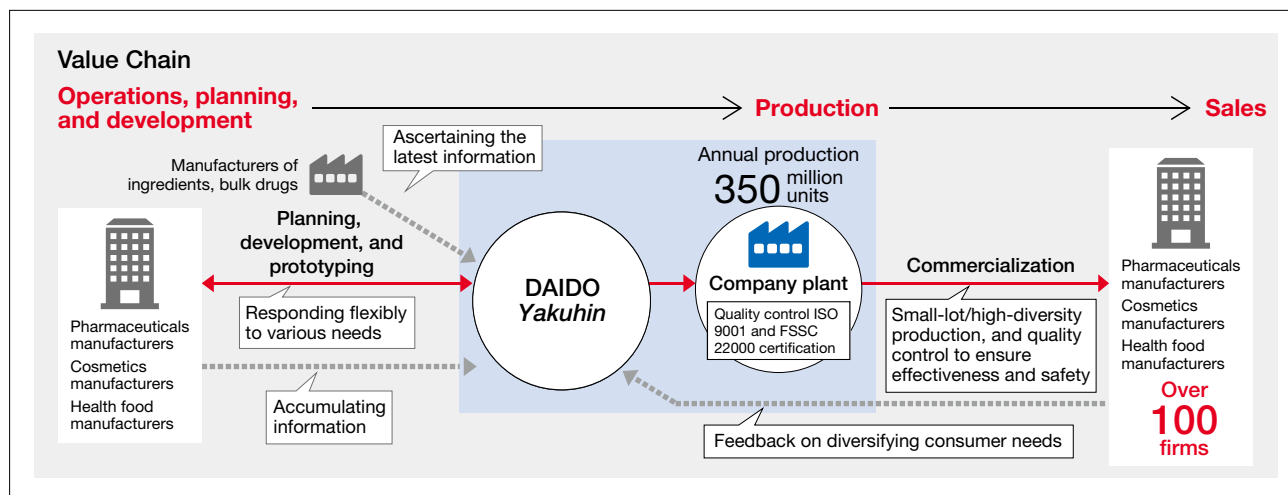 Value Chain
Operations, planning,
and development
Production
Sales
Manufacturers of
ingredients, bulk drugs
Ascertaining the
latest information
Annual production
350 million
units
Planning,
development, and
prototyping
Responding flexibly
to various needs
Pharmaceuticals
manufacturers
Cosmetics
manufacturers
Health food
manufacturers
Accumulating
information
DAIDO
Yakuhin
Company plant
Quality control ISO
9001 and FSSC
22000 certification
Commercialization
Small-lot/high-diversity
production, and quality
control to ensure
effectiveness and safety
Feedback on diversifying consumer needs
Pharmaceuticals
manufacturers
Cosmetics
manufacturers
Health food
manufacturers
Over
100
firms